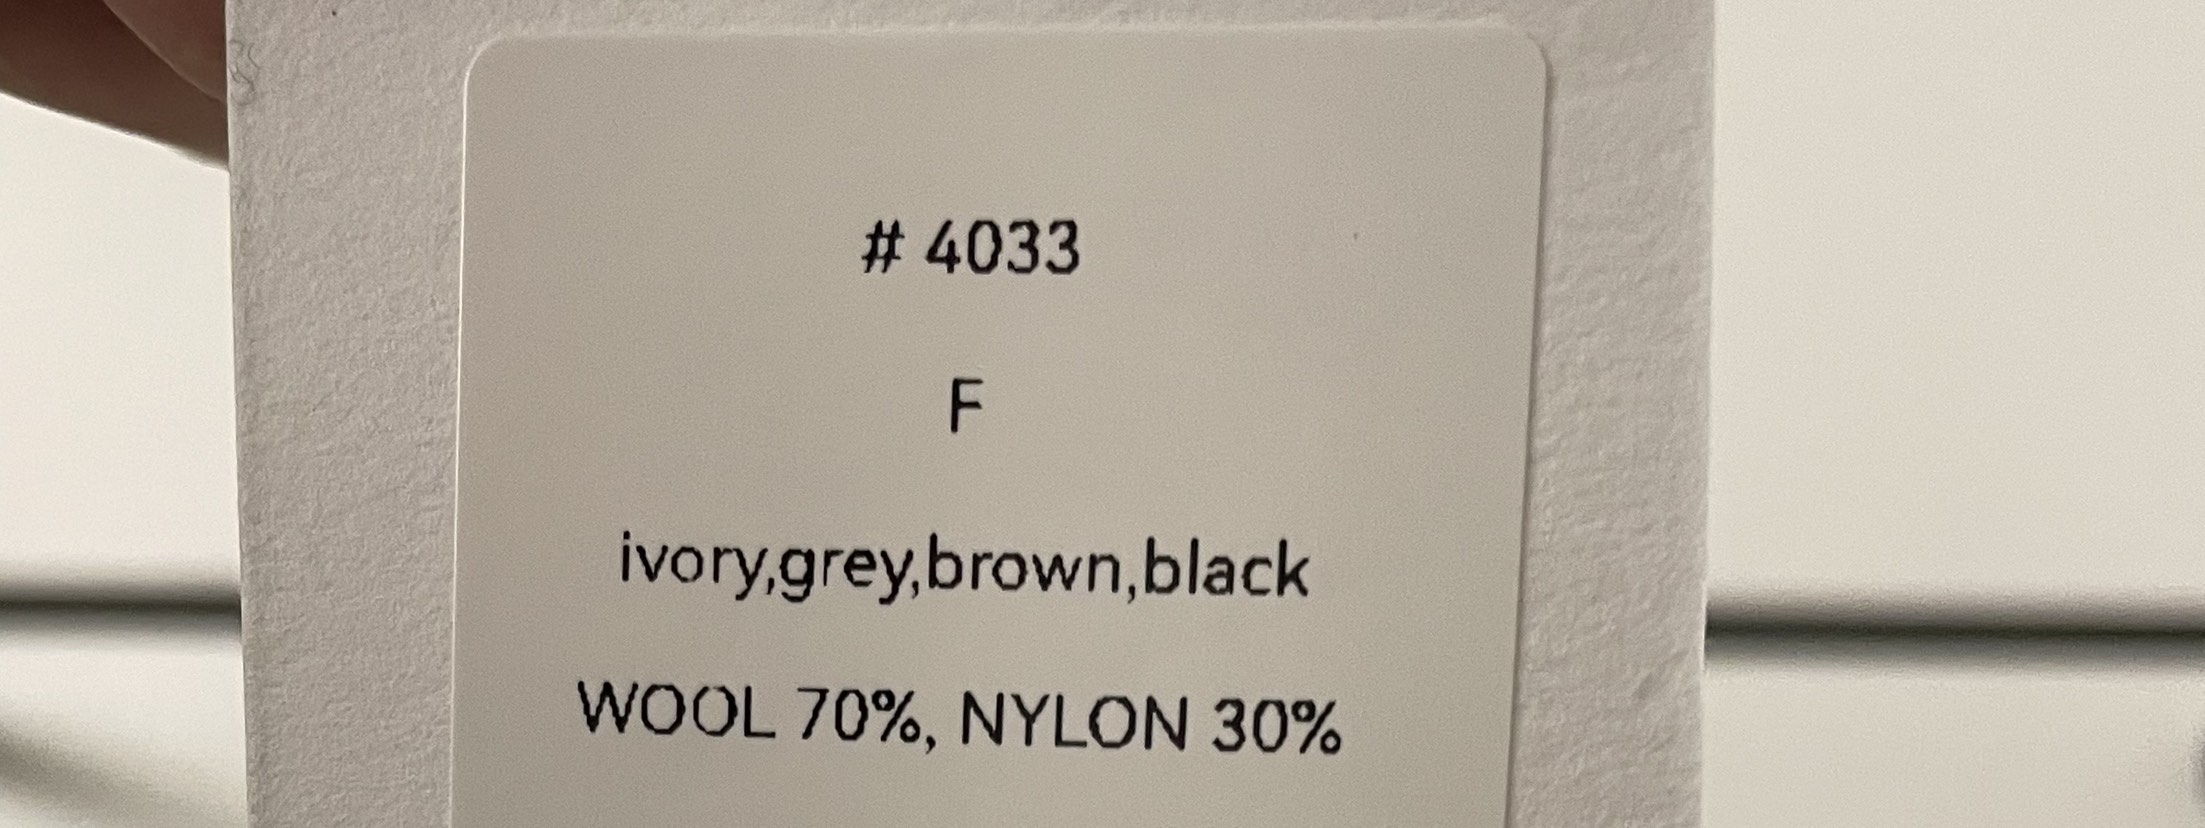 # 4033
F
ivory,grey,brown,black
WOOL 70%, NYLON 30%